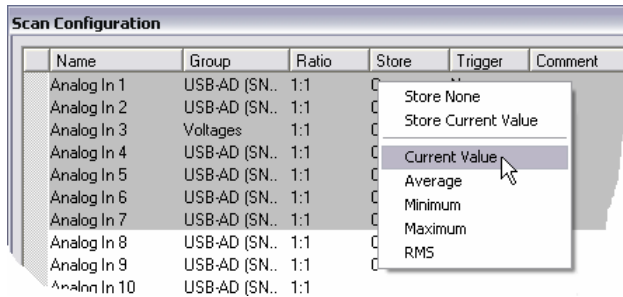 Scan Configuration
Name Group Ratio Store Trigger Comment
Analog In 1 USB-AD (SN.. 1:1
Analog In 2 USB-AD (SN.. 1:1
Analog In 3 Voltages 1:1
Analog In 4 USB-AD (SN.. 1:1
Analog In 5 USB-AD (SN.. 1:1
Analog In 6 USB-AD (SN.. 1:1
Analog In 7 USB-AD (SN.. 1:1
Analog In 8 USB-AD (SN.. 1:1
Analog In 9 USB-AD (SN.. 1:1
Analog In 10 USB-AD (SN.. 1:1
Store None
Store Current Value
Current Value
Average
Minimum
Maximum
RMS